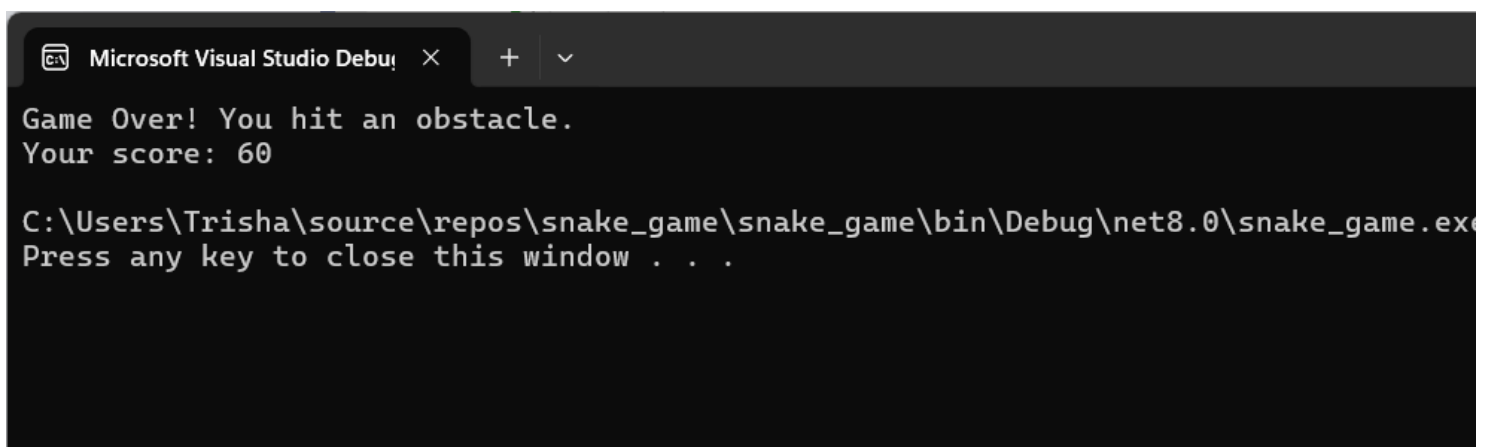 Microsoft Visual Studio Debug
Game Over! You hit an obstacle.
Your score: 60
C:\Users\Trisha\source\repos\snake_game\snake_game\bin\Debug\net8.0\snake_game.exe
Press any key to close this window . . .